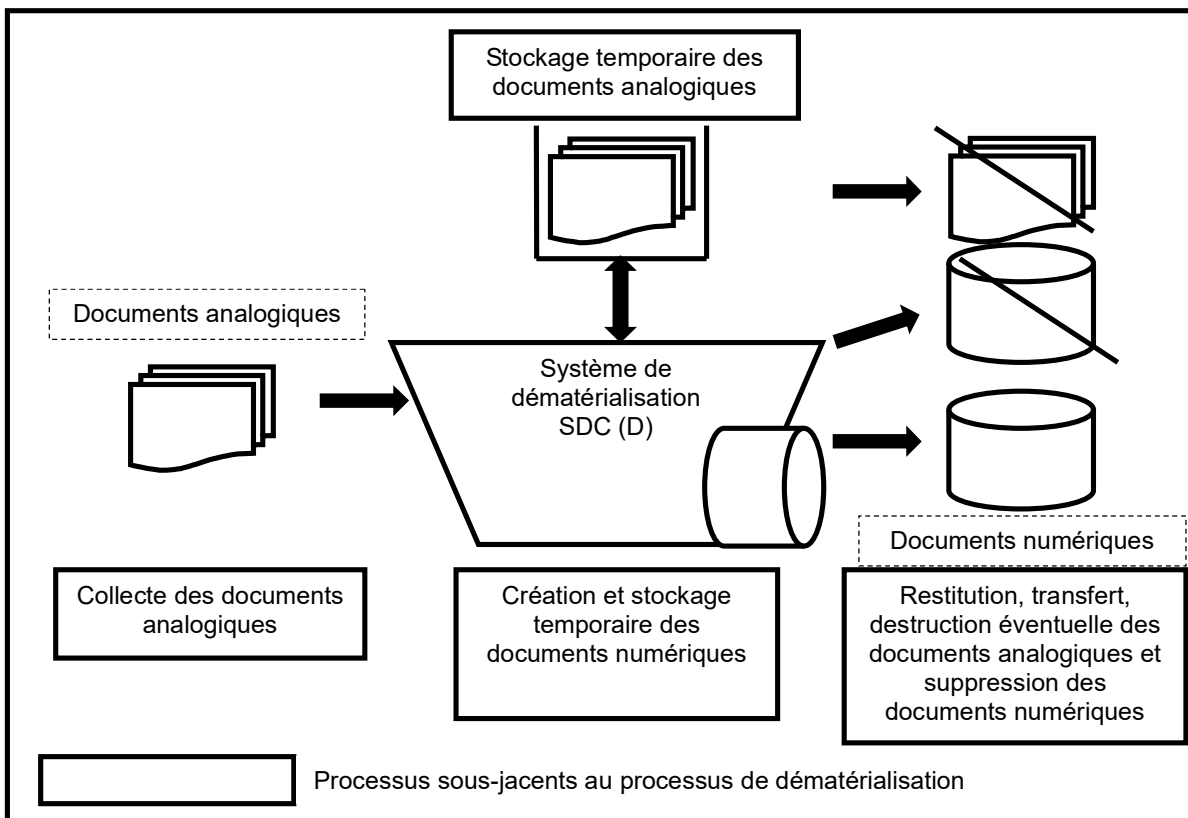 Stockage temporaire des
documents analogiques
Documents analogiques
Système de
dématérialisation
SDC (D)
Documents numériques
Collecte des documents
analogiques
Création et stockage
temporaire des
documents numériques
Restitution, transfert,
destruction éventuelle des
documents analogiques et
suppression des
documents numériques
Processus sous-jacents au processus de dématérialisation